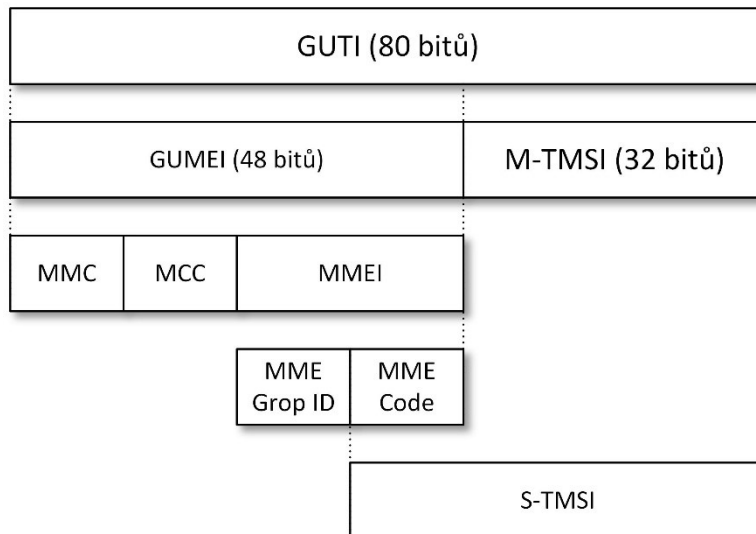 GUTI (80 bitů)
GUMEI (48 bitů)
M-TMSI (32 bitů)
MMC
MCC
MMEI
MME
Grop ID
MME
Code
S-TMSI